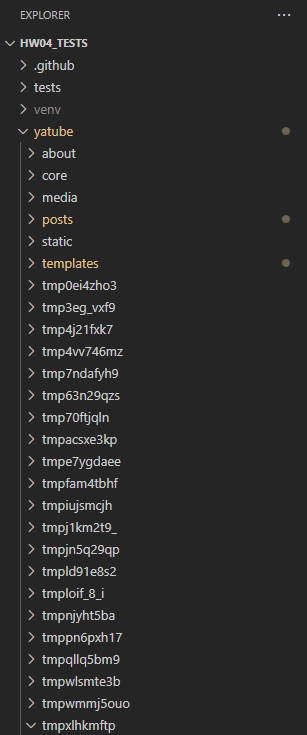 EXPLORER
HW04_TESTS
.github
tests
venv
yatube
about
core
media
posts
static
templates
tmp0ei4zho3
tmp3eg_vxf9
tmp4j21fxk7
tmp4vv746mz
tmp7ndafyh9
tmp63n29qzs
tmp70ftjqln
tmpacsxe3kp
tmpe7ygdaee
tmpfam4tbhf
tmpiujsmcjh
tmpj1km2t9_
tmpjn5q29qp
tmpld91e8s2
tmploif_8_i
tmpnjyht5ba
tmppn6pxh17
tmpqllq5bm9
tmpwlsmte3b
tmpwmmj5ouo
tmpxlhkmftp